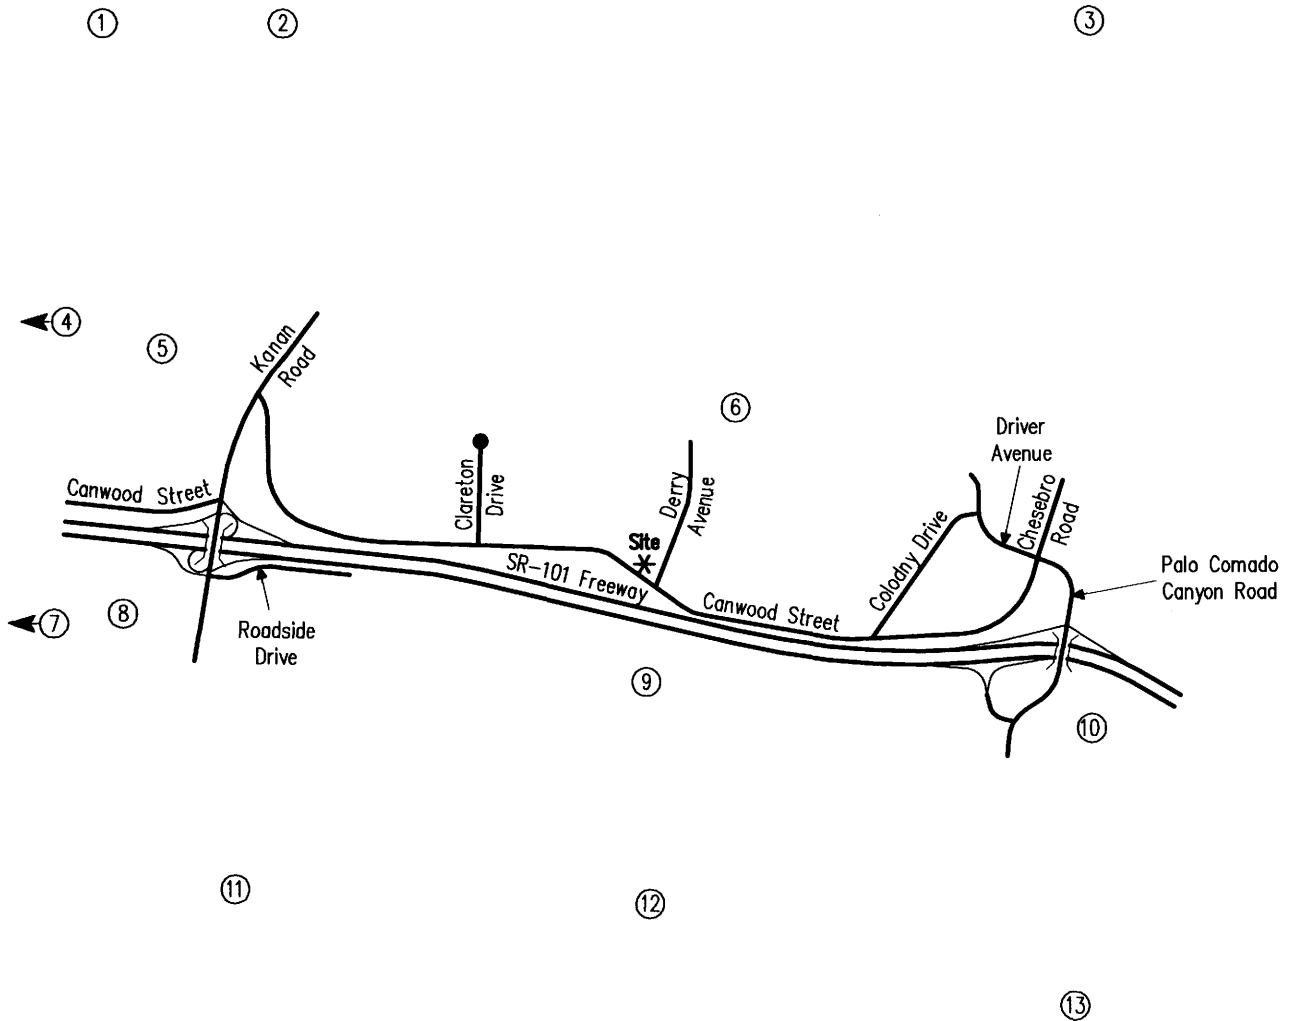 1
2
3
4
5
Kanan
Road
6
Driver
Avenue
Canwood Street
Clareton
Drive
Derry
Avenue
Site
SR-101 Freeway
Canwood Street
Colodny Drive
Chesebro
Road
Palo Comado
Canyon Road
7
8
Roadside
Drive
9
10
11
12
13